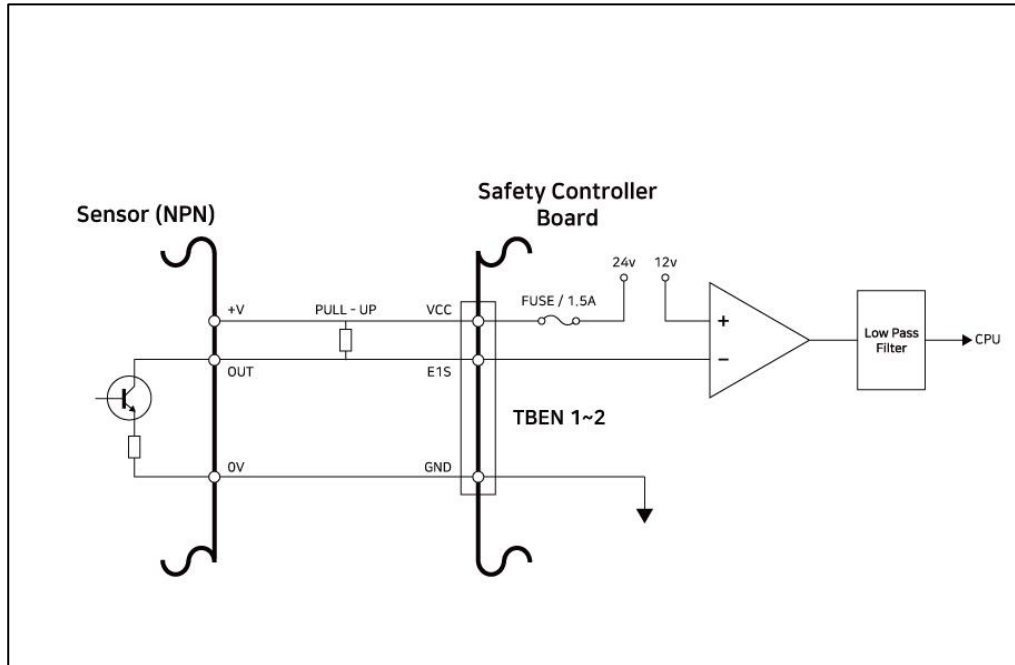 Safety Controller
Board
Sensor (NPN)
24v
12v
+V
PULL - UP
VCC
FUSE / 1.5A
+
Low Pass
Filter
CPU
−
OUT
E1S
TBEN 1~2
0V
GND